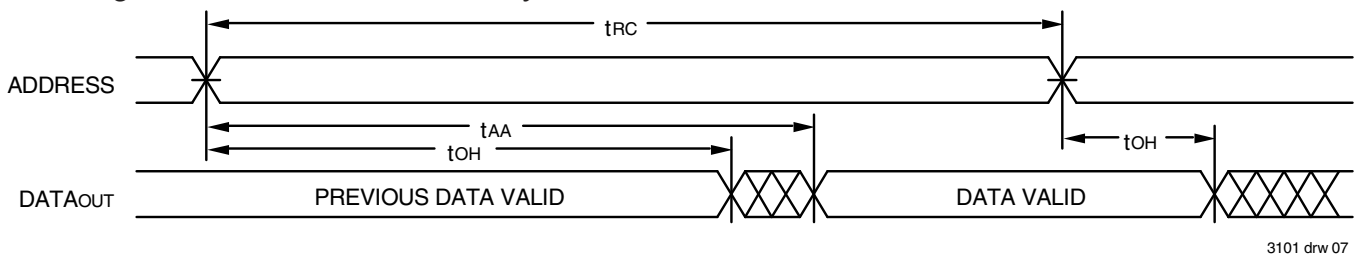 tRC
ADDRESS
tAA
tOH
tOH
DATAOUT
PREVIOUS DATA VALID
DATA VALID
3101 drw 07